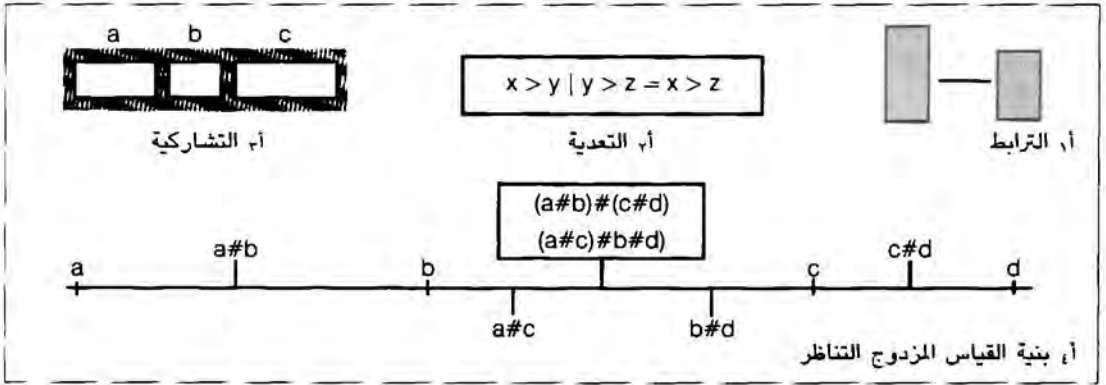 a b c
x > y | y > z = x > z
أ١ الترابط
أ٢ التعدية
أ٣ التشاركية
(a#b)#(c#d)
(a#c)#b#d)
a a#b b c c#d d
a#c b#d
أ٤ بنية القياس المزدوج التناظر